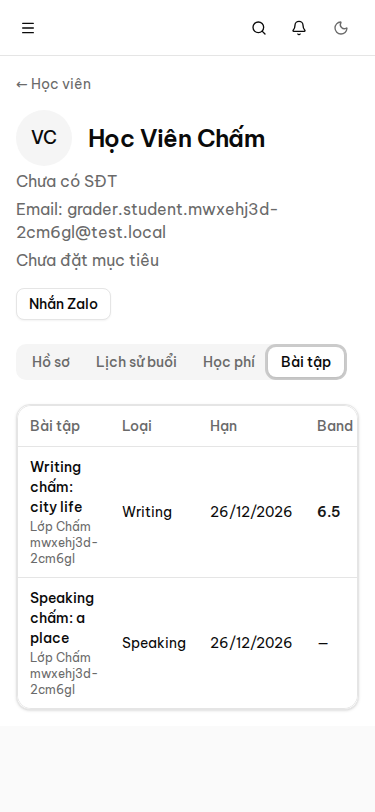 ← Học viên
VC
Học Viên Chấm
Chưa có SĐT
Email: grader.student.mwxehj3d-
2cm6gl@test.local
Chưa đặt mục tiêu
Nhắn Zalo
Hồ sơ Lịch sử buổi Học phí Bài tập
Bài tập Loại Hạn Band
Writing
chấm:
city life
Lớp Chấm
mwxehj3d-
2cm6gl
Writing 26/12/2026 6.5
Speaking
chấm: a
place
Lớp Chấm
mwxehj3d-
2cm6gl
Speaking 26/12/2026 –